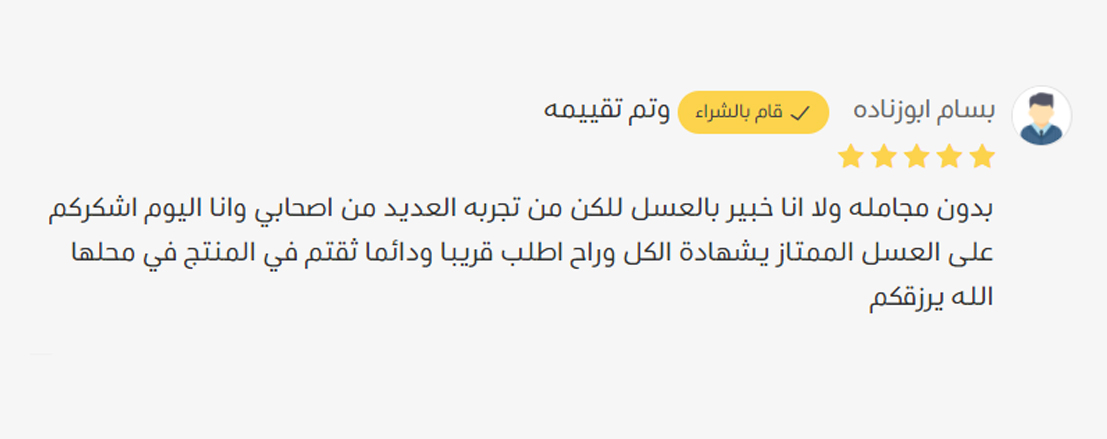 بسام ابوزناده قام بالشراء وتم تقييمه
بدون مجامله ولا انا خبير بالعسل للكن من تجربه العديد من اصحابي وانا اليوم اشكركم
على العسل الممتاز يشهادة الكل وراح اطلب قريبا ودائما ثقتم في المنتج في محلها
الله يرزقكم